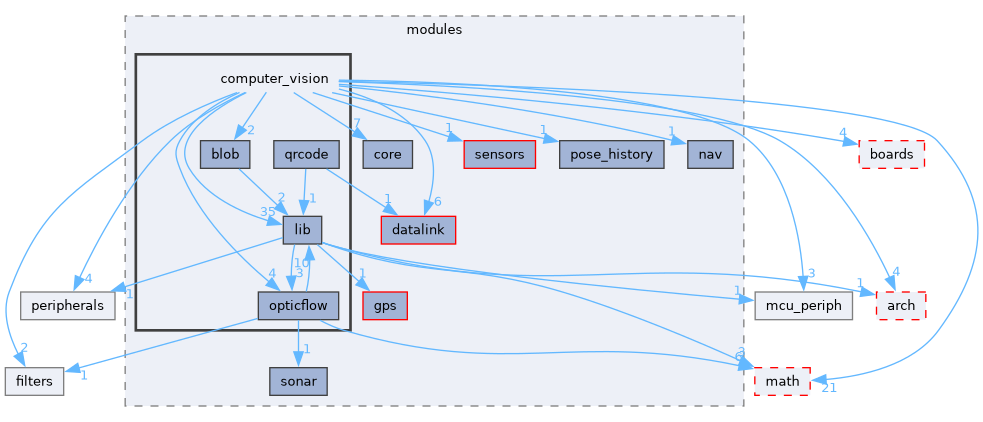 modules
computer_vision
7
1
1
1
4
2
blob
qrcode
core
sensors
pose_history
nav
boards
2
1
1
6
35
lib
datalink
10
3
4
4
1
1
3
4
1
1
peripherals
opticflow
gps
mcu_periph
arch
2
1
1
6
21
filters
sonar
math